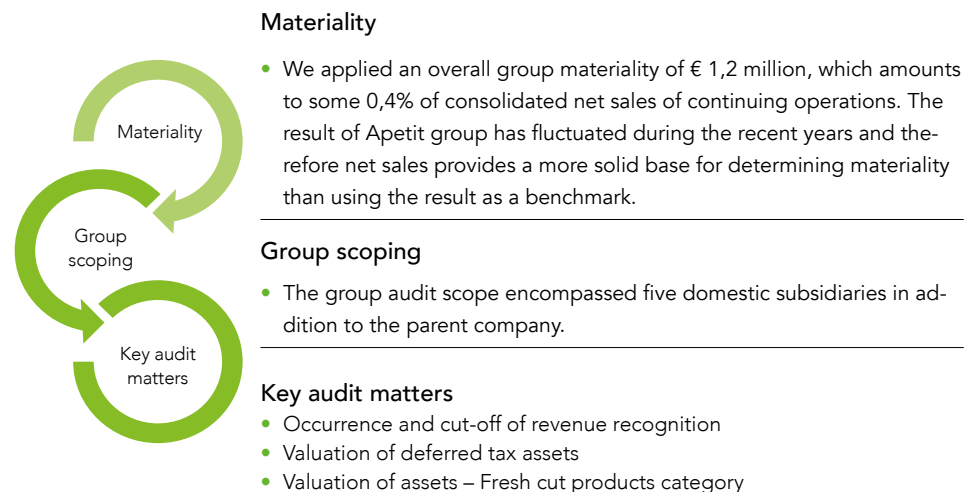 Materiality
• We applied an overall group materiality of € 1,2 million, which amounts
to some 0,4% of consolidated net sales of continuing operations. The
result of Apetit group has fluctuated during the recent years and the-
refore net sales provides a more solid base for determining materiality
than using the result as a benchmark.
Materiality
Group scoping
• The group audit scope encompassed five domestic subsidiaries in ad-
dition to the parent company.
Group
scoping
Key audit matters
• Occurrence and cut-off of revenue recognition
• Valuation of deferred tax assets
• Valuation of assets – Fresh cut products category
Key audit
matters